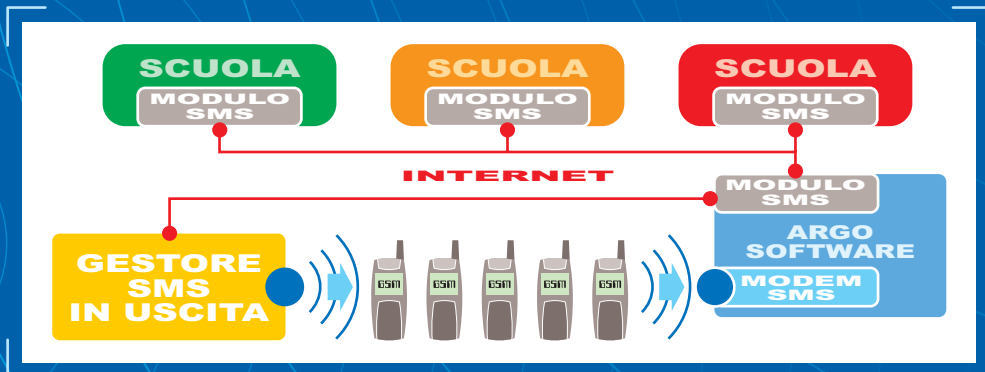 SCUOLA
MODULO
SMS
SCUOLA
MODULO
SMS
SCUOLA
MODULO
SMS
INTERNET
MODULO
SMS
ARGO
SOFTWARE
MODEM
SMS
GESTORE
SMS
IN USCITA
GSM
GSM
GSM
GSM
GSM